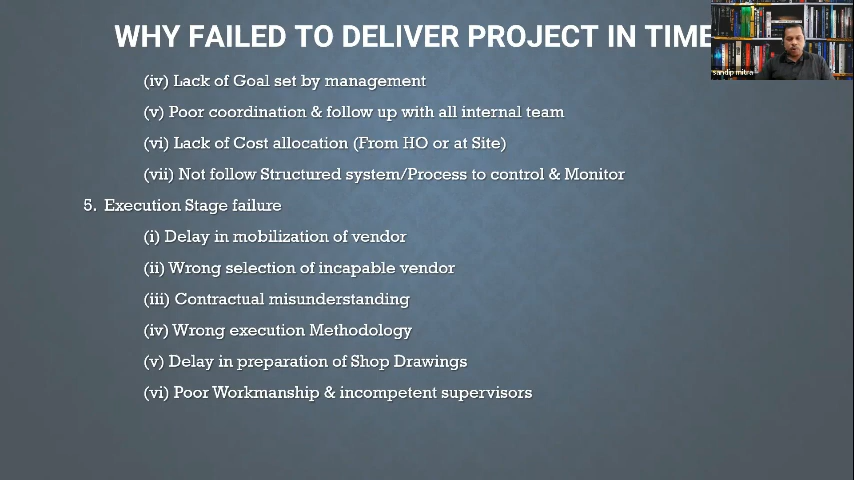 WHY FAILED TO DELIVER PROJECT IN TIME
sandip mitra
(iv) Lack of Goal set by management
(v) Poor coordination & follow up with all internal team
(vi) Lack of Cost allocation (From HO or at Site)
(vii) Not follow Structured system/Process to control & Monitor
5. Execution Stage failure
(i) Delay in mobilization of vendor
(ii) Wrong selection of incapable vendor
(iii) Contractual misunderstanding
(iv) Wrong execution Methodology
(v) Delay in preparation of Shop Drawings
(vi) Poor Workmanship & incompetent supervisors